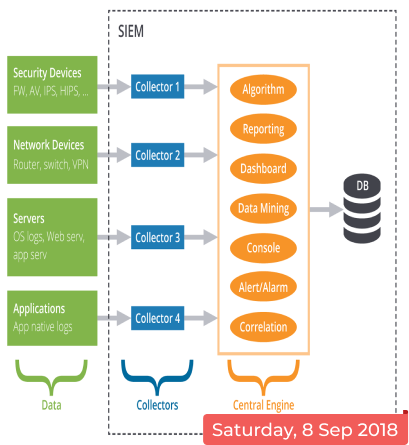 SIEM
Security Devices
FW, AV, IPS, HIPS, ...
Collector 1
Network Devices
Router, switch, VPN
Collector 2
Servers
OS logs, Web serv,
app serv
Collector 3
Applications
App native logs
Collector 4
Algorithm
Reporting
Dashboard
Data Mining
Console
Alert/Alarm
Correlation
DB
Data
Collectors
Central Engine
Saturday, 8 Sep 2018